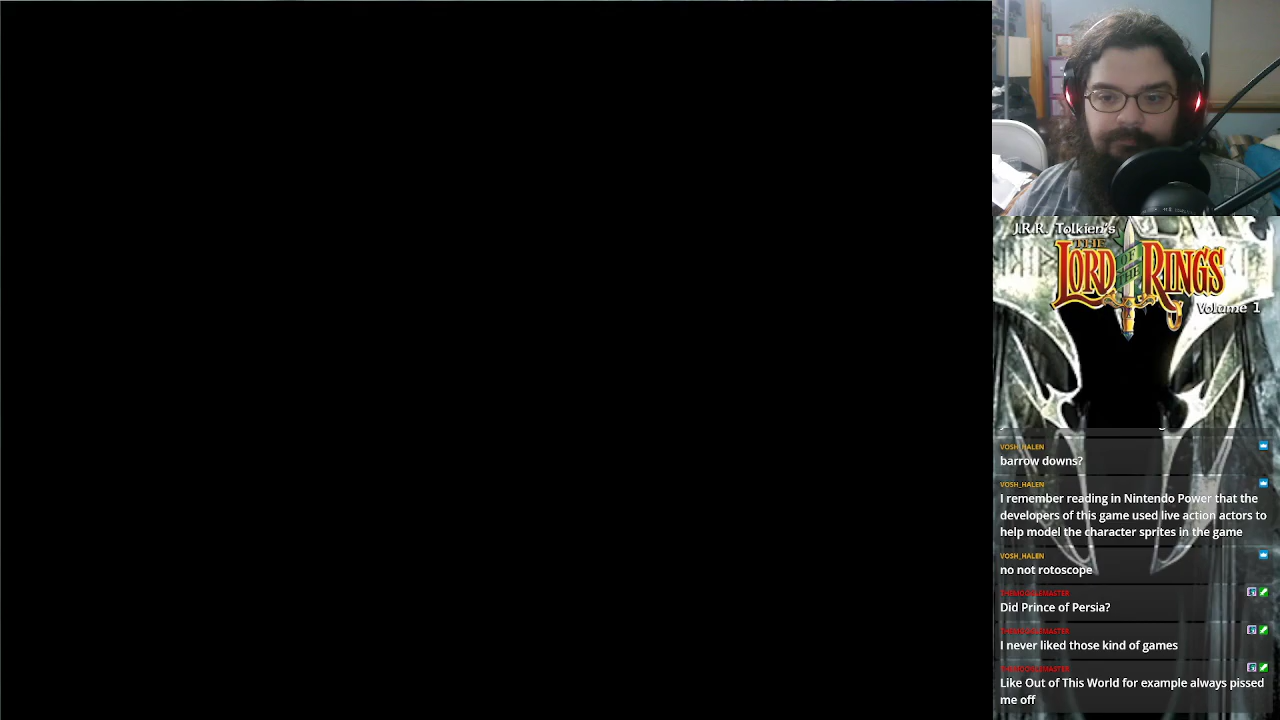 J.R.R. Tolkien's
THE
LORD OF THE RINGS
Volume 1
VOSH_HALEN
barrow downs?
VOSH_HALEN
I remember reading in Nintendo Power that the
developers of this game used live action actors to
help model the character sprites in the game
VOSH_HALEN
no not rotoscope
Did Prince of Persia?
I never liked those kind of games
Like Out of This World for example always pissed
me off